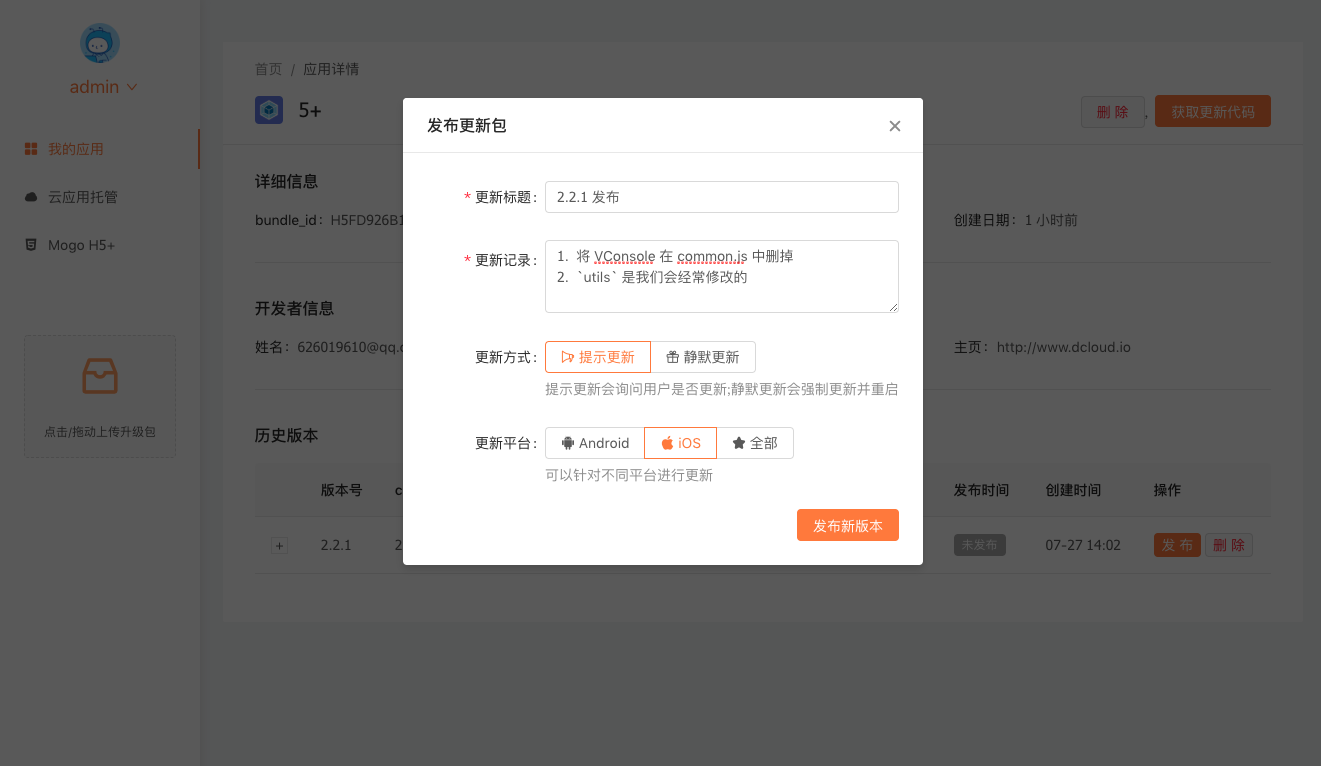 admin
我的应用
云应用托管
Mogo H5+
点击/拖动上传升级包
首页 / 应用详情
5+
删 除
获取更新代码
详细信息
bundle_id: H5FD926B1
创建日期: 1 小时前
开发者信息
姓名: 626019610@qq.c
主页: http://www.dcloud.io
历史版本
版本号
发布时间 创建时间 操作
+ 2.2.1
未发布 07-27 14:02 发 布 删 除
发布更新包
* 更新标题: 2.2.1 发布
* 更新记录: 1. 将 VConsole 在 common.js 中删掉
2. `utils` 是我们会经常修改的
更新方式: 提示更新 静默更新
提示更新会询问用户是否更新;静默更新会强制更新并重启
更新平台: Android iOS 全部
可以针对不同平台进行更新
发布新版本